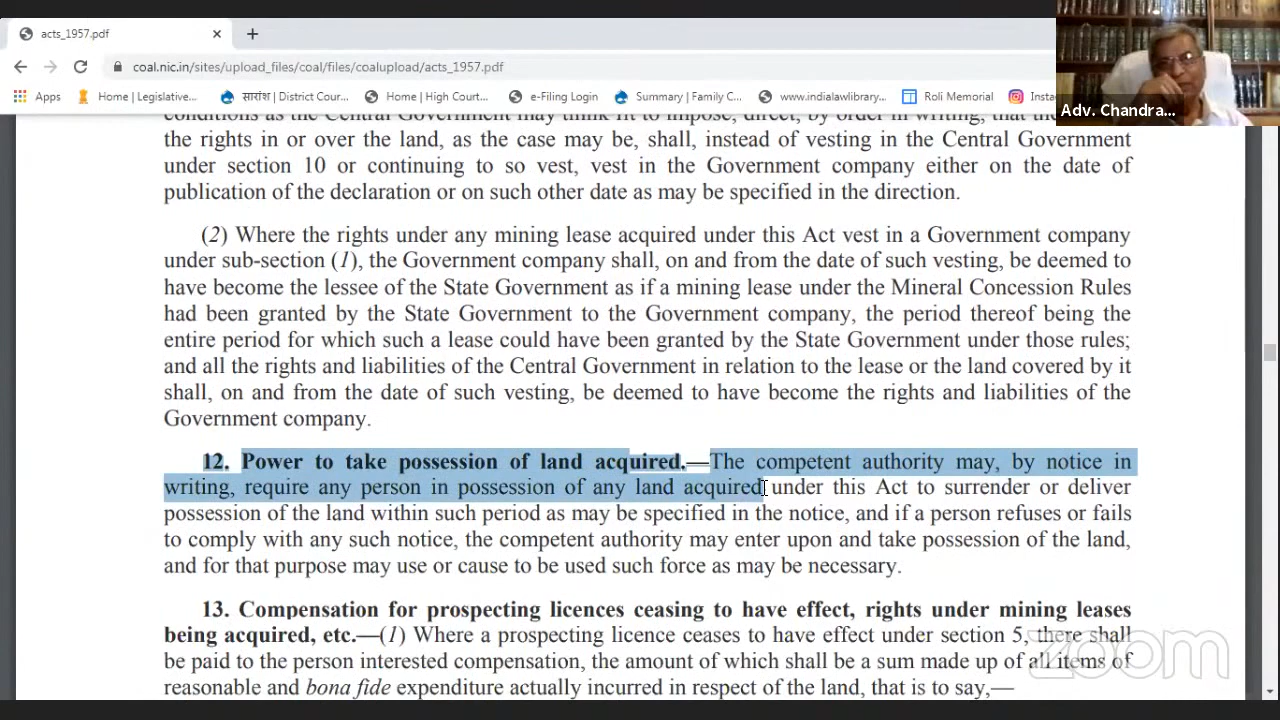 acts_1957.pdf
coal.nic.in/sites/upload_files/coal/files/coalupload/acts_1957.pdf
Apps Home | Legislative... सारांश | District Cour... Home | High Court... e-Filing Login Summary | Family C... www.indialawlibrary... Roli Memorial Insta
Adv. Chandra...
conditions as the Central Government may think fit to impose, direct, by order in writing, that the
the rights in or over the land, as the case may be, shall, instead of vesting in the Central Government
under section 10 or continuing to so vest, vest in the Government company either on the date of
publication of the declaration or on such other date as may be specified in the direction.
(2) Where the rights under any mining lease acquired under this Act vest in a Government company
under sub-section (1), the Government company shall, on and from the date of such vesting, be deemed to
have become the lessee of the State Government as if a mining lease under the Mineral Concession Rules
had been granted by the State Government to the Government company, the period thereof being the
entire period for which such a lease could have been granted by the State Government under those rules;
and all the rights and liabilities of the Central Government in relation to the lease or the land covered by it
shall, on and from the date of such vesting, be deemed to have become the rights and liabilities of the
Government company.
12. Power to take possession of land acquired.—The competent authority may, by notice in
writing, require any person in possession of any land acquired under this Act to surrender or deliver
possession of the land within such period as may be specified in the notice, and if a person refuses or fails
to comply with any such notice, the competent authority may enter upon and take possession of the land,
and for that purpose may use or cause to be used such force as may be necessary.
13. Compensation for prospecting licences ceasing to have effect, rights under mining leases
being acquired, etc.—(1) Where a prospecting licence ceases to have effect under section 5, there shall
be paid to the person interested compensation, the amount of which shall be a sum made up of all items of
reasonable and bona fide expenditure actually incurred in respect of the land, that is to say,—
zoom